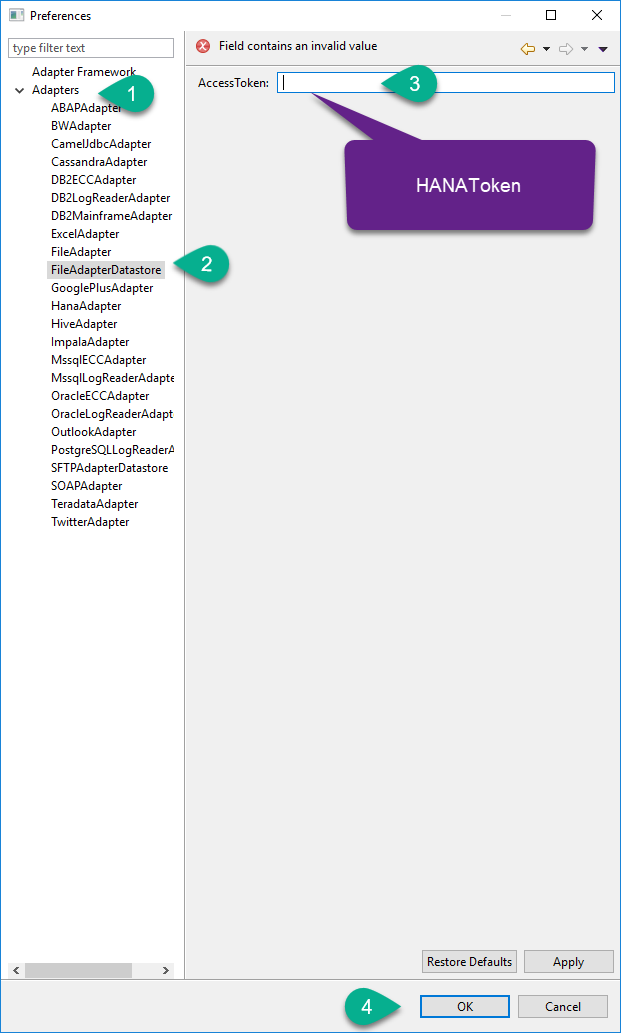 Preferences
type filter text
Field contains an invalid value
Adapter Framework
Adapters
1
AccessToken:
3
HANAToken
ABAPAdapter
BWAdapter
CamelJdbcAdapter
CassandraAdapter
DB2ECCAdapter
DB2LogReaderAdapter
DB2MainframeAdapter
ExcelAdapter
FileAdapter
FileAdapterDatastore
2
GooglePlusAdapter
HanaAdapter
HiveAdapter
ImpalaAdapter
MssqlECCAdapter
MssqlLogReaderAdapte
OracleECCAdapter
OracleLogReaderAdapt
OutlookAdapter
PostgreSQLLogReaderA
SFTPAdapterDatastore
SOAPAdapter
TeradataAdapter
TwitterAdapter
Restore Defaults
Apply
4
OK
Cancel